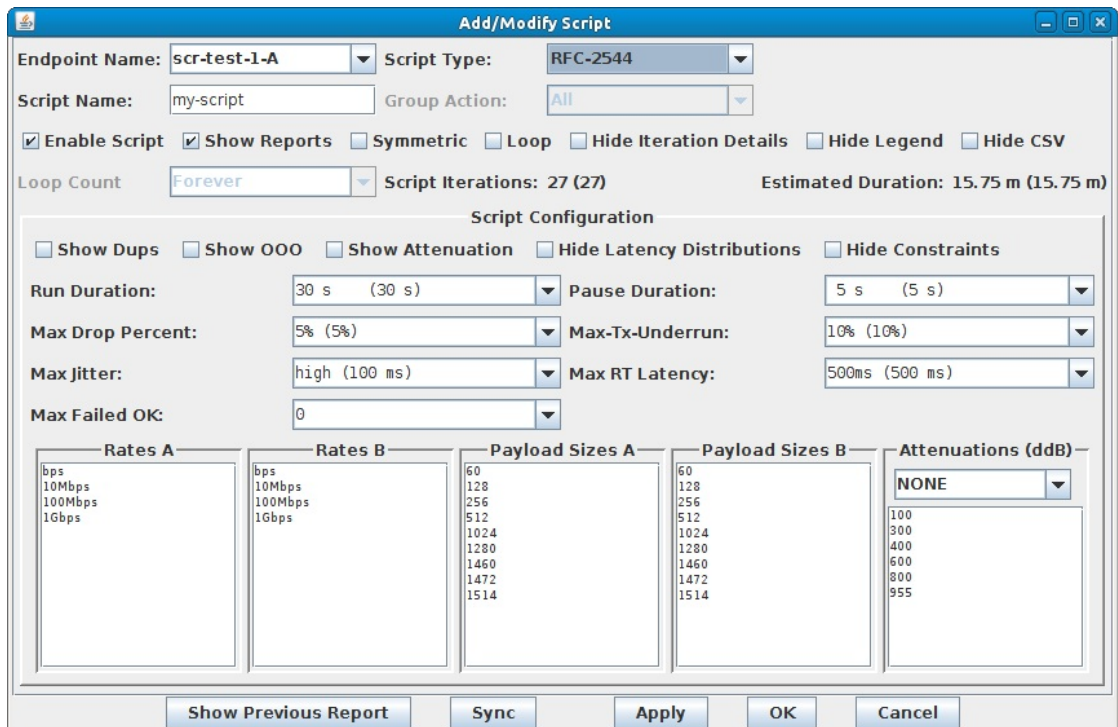 Add/Modify Script
Endpoint Name: scr-test-1-A Script Type: RFC-2544
Script Name: my-script Group Action: All
Enable Script Show Reports Symmetric Loop Hide Iteration Details Hide Legend Hide CSV
Loop Count Forever Script Iterations: 27 (27) Estimated Duration: 15.75 m (15.75 m)
Script Configuration
Show Dups Show OOO Show Attenuation Hide Latency Distributions Hide Constraints
Run Duration: 30 s (30 s) Pause Duration: 5 s (5 s)
Max Drop Percent: 5% (5%) Max-Tx-Underrun: 10% (10%)
Max Jitter: high (100 ms) Max RT Latency: 500ms (500 ms)
Max Failed OK: 0
Rates A
bps
10Mbps
100Mbps
1Gbps
Rates B
bps
10Mbps
100Mbps
1Gbps
Payload Sizes A
60
128
256
512
1024
1280
1460
1472
1514
Payload Sizes B
60
128
256
512
1024
1280
1460
1472
1514
Attenuations (ddB)
NONE
100
300
400
600
800
955
Show Previous Report Sync Apply OK Cancel